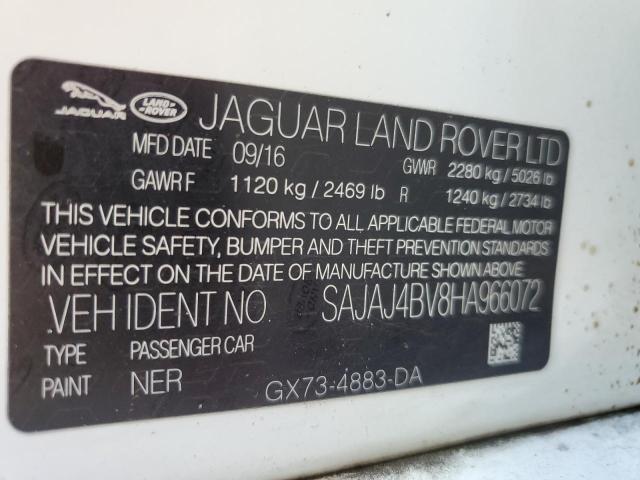 JAGUAR LAND-ROVER JAGUAR LAND ROVER LTD
MFD DATE 09/16 GWWR 2280 kg / 5026 lb
GAWR F 1120 kg / 2469 lb R 1240 kg / 2734 lb
THIS VEHICLE CONFORMS TO ALL APPLICABLE FEDERAL MOTOR
VEHICLE SAFETY, BUMPER AND THEFT PREVENTION STANDARDS
IN EFFECT ON THE DATE OF MANUFACTURE SHOWN ABOVE.
VEH IDENT NO. SAJAJ4BV8HA966072
TYPE PASSENGER CAR
PAINT NER GX73-4883-DA